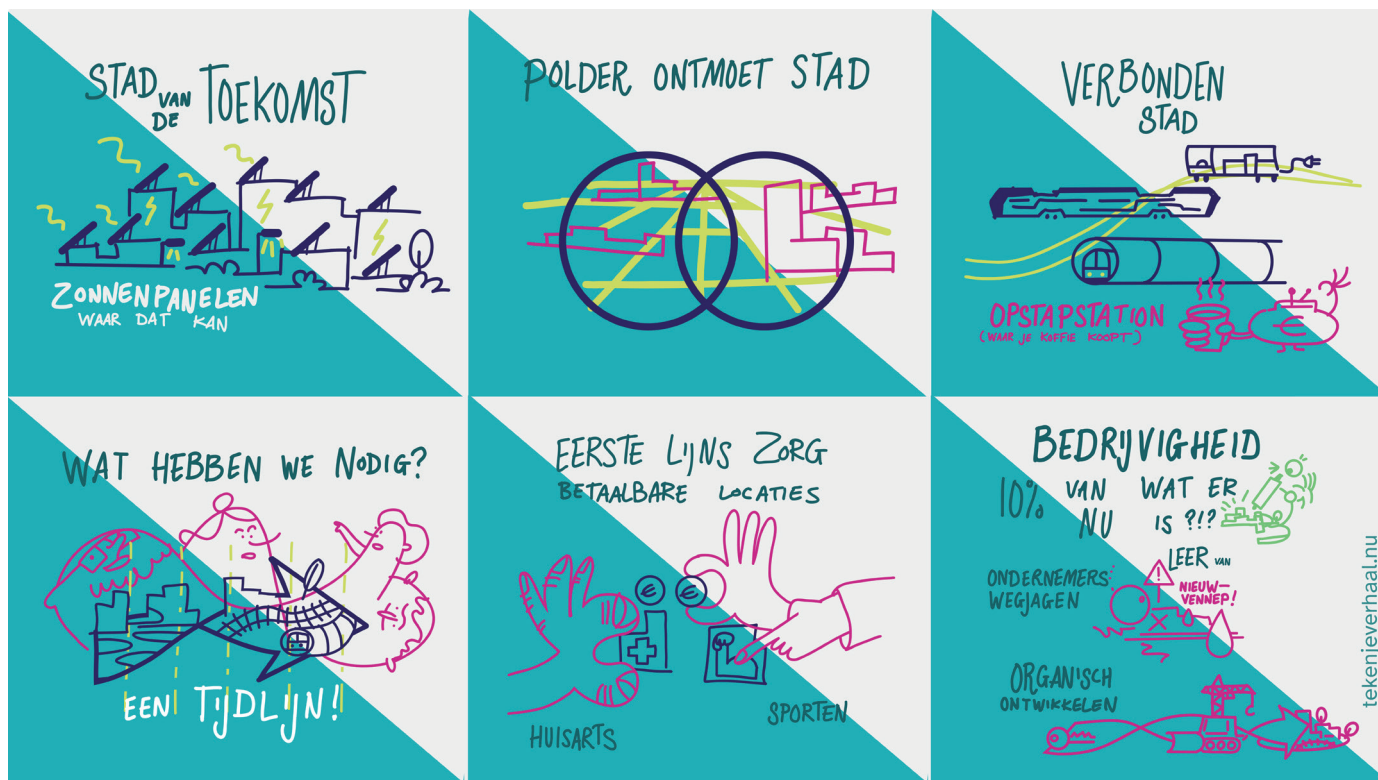 STAD VAN DE TOEKOMST
ZONNENPANELEN
WAAR DAT KAN
POLDER ONTMOET STAD
VERBONDEN
STAD
OPSTAPSTATION
(WAAR JE KOFFIE KOOPT)
WAT HEBBEN WE NODIG?
EEN TIJDLIJN!
EERSTE LIJNS ZORG
BETAALBARE LOCATIES
€ €
HUISARTS
SPORTEN
BEDRIJVIGHEID
10% VAN NU
WAT ER IS ?!?
LEER VAN
NIEUW-
VENNEP!
ONDERNEMERS
WEGJAGEN
!
ORGANISCH
ONTWIKKELEN
tekenieverhaal.nu